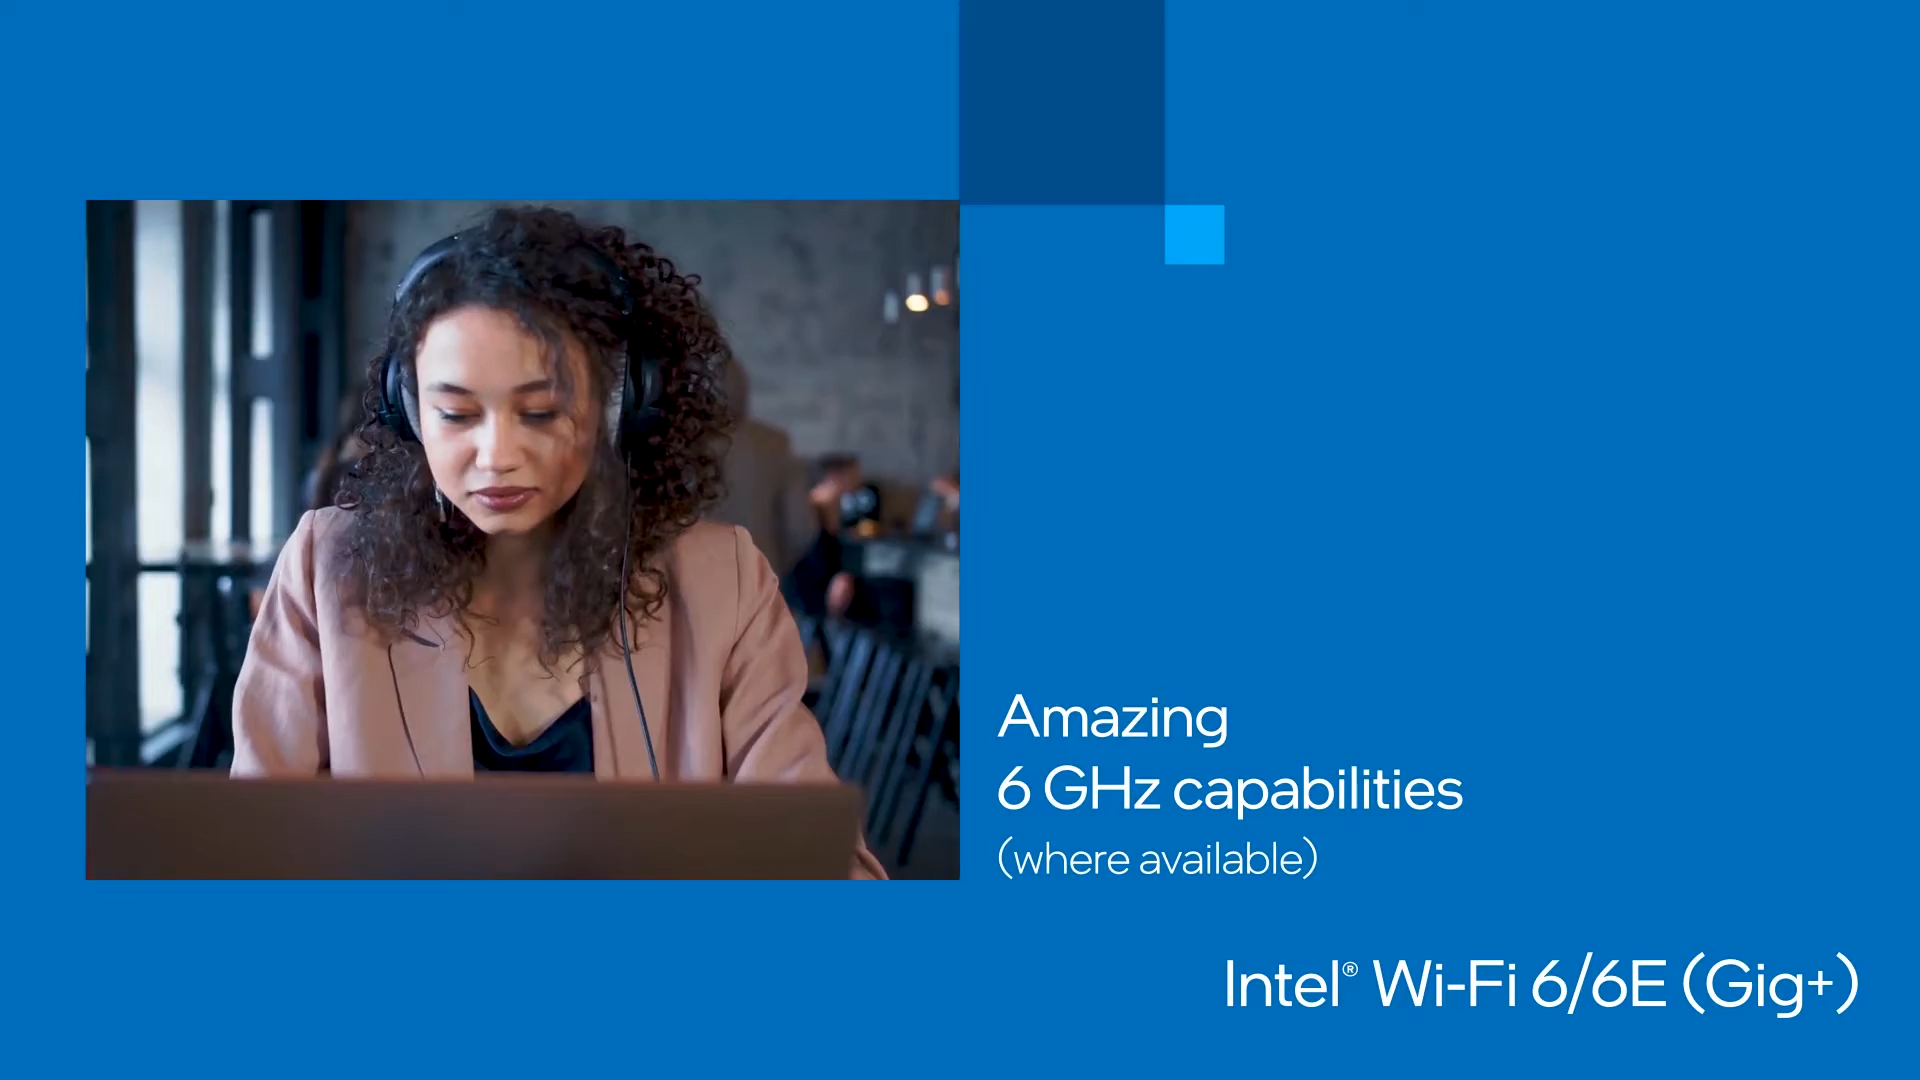 Amazing
6 GHz capabilities
(where available)
Intel® Wi-Fi 6/6E (Gig+)